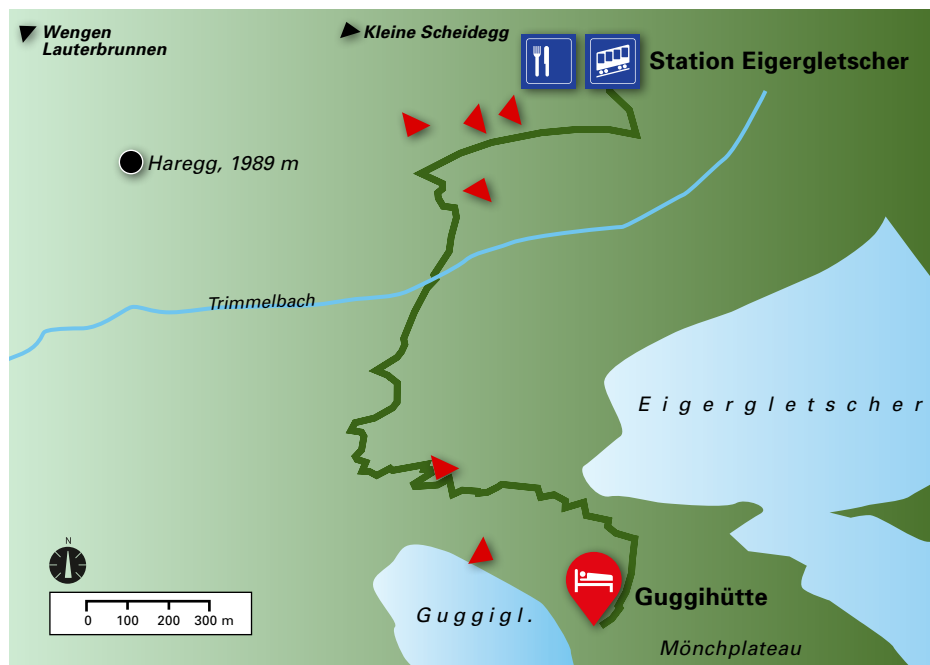 Wengen
Lauterbrunnen
Kleine Scheidegg
Station Eigergletscher
Haregg, 1989 m
Trimmelbach
Eigergletscher
N
Guggihütte
Guggigl.
0 100 200 300 m
Mönchplateau